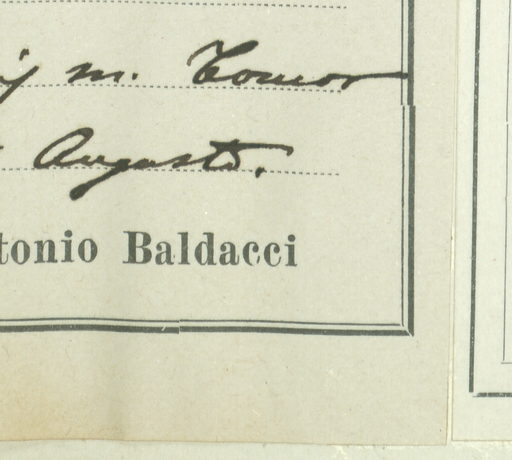 m. Tomor
Augusto.
tonio Baldacci